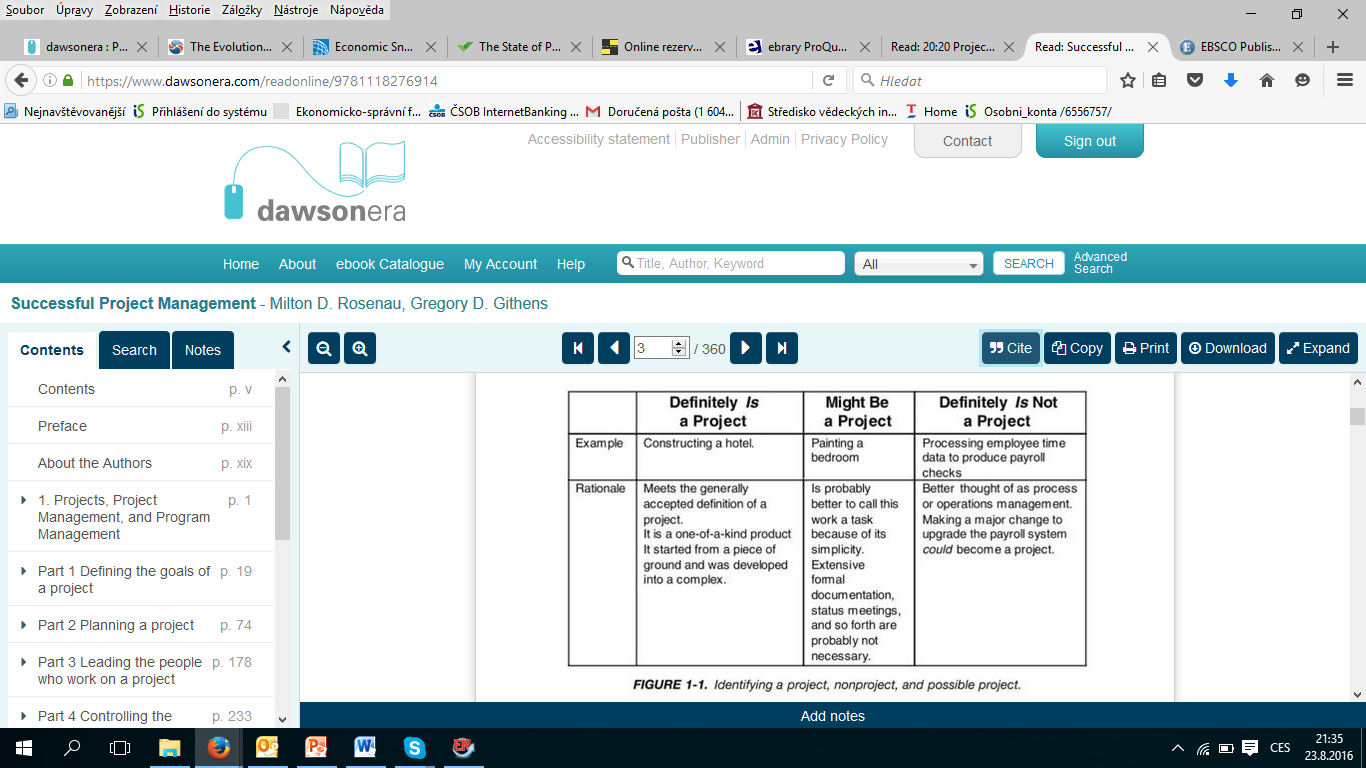 Soubor Úpravy Zobrazení Historie Záložky Nástroje Nápověda
dawsonera : P... The Evolution... Economic Sn... The State of P... Online rezerv... ebrary ProQu... Read: 20:20 Projec... Read: Successful ... EBSCO Publis...
https://www.dawsonera.com/readonline/9781118276914 Hledat
Nejnavštěvovanější Přihlášení do systému Ekonomicko-správní f... ČSOB InternetBanking ... Doručená pošta (1 604... Středisko vědeckých in... Home Osobni_konta /6556757/
Accessibility statement Publisher Admin Privacy Policy Contact Sign out
dawsonera
Home About ebook Catalogue My Account Help Title, Author, Keyword All SEARCH Advanced
Search
Successful Project Management - Milton D. Rosenau, Gregory D. Githens
Contents Search Notes 3 / 360 Cite Copy Print Download Expand
Contents p. v
Preface p. xiii
About the Authors p. xix
1. Projects, Project p. 1
Management, and Program
Management
Part 1 Defining the goals of p. 19
a project
Part 2 Planning a project p. 74
Part 3 Leading the people p. 178
who work on a project
Part 4 Controlling the p. 233
Definitely Is
a Project
Might Be
a Project
Definitely Is Not
a Project
Example
Constructing a hotel.
Painting a
bedroom
Processing employee time
data to produce payroll
checks
Rationale
Meets the generally
accepted definition of a
project.
It is a one-of-a-kind product
It started from a piece of
ground and was developed
into a complex.
Is probably
better to call this
work a task
because of its
simplicity.
Extensive
formal
documentation,
status meetings,
and so forth are
probably not
necessary.
Better thought of as process
or operations management.
Making a major change to
upgrade the payroll system
could become a project.
FIGURE 1-1. Identifying a project, nonproject, and possible project.
Add notes
CES
21:35
23.8.2016